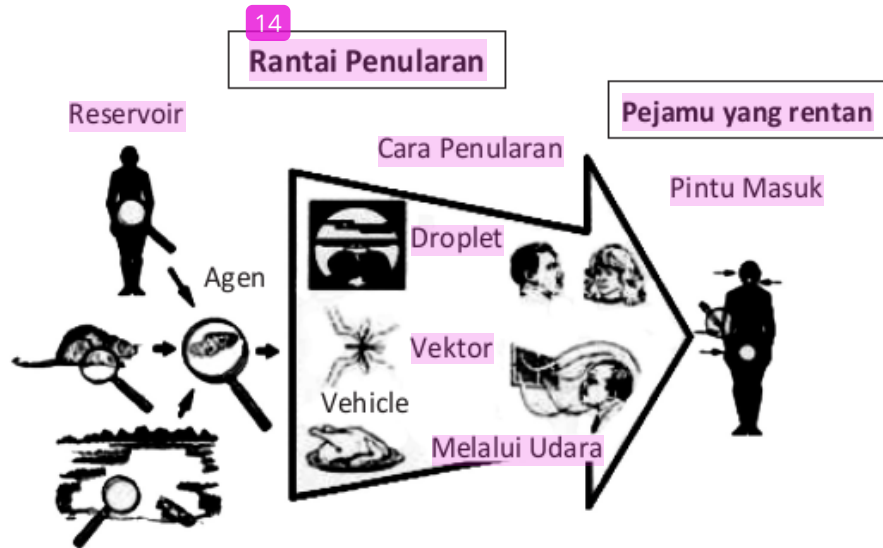 14
Rantai Penularan
Reservoir
Pejamu yang rentan
Cara Penularan
Pintu Masuk
Droplet
Agen
Vektor
Vehicle
Melalui Udara